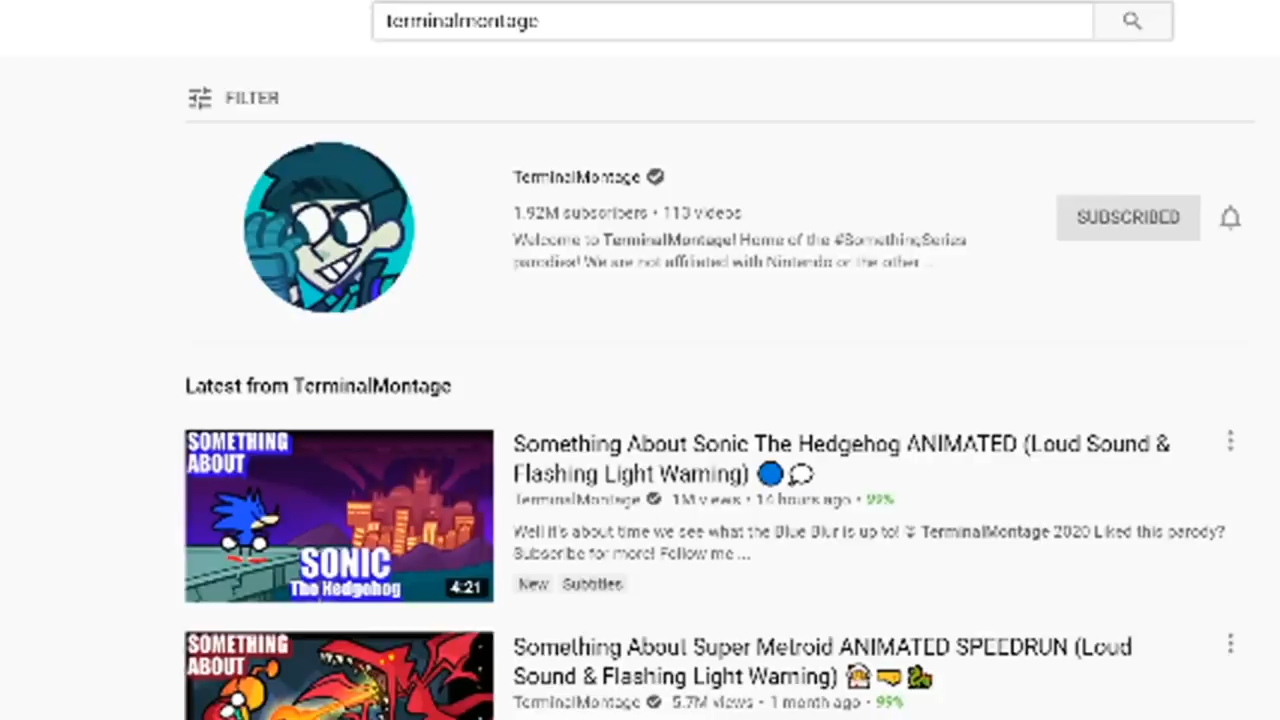 terminalmontage
FILTER
TerminalMontage
1.92M subscribers • 113 videos
SUBSCRIBED
Welcome to TerminalMontage! Home of the #SomethingSeries
parodies! We are not affiliated with Nintendo or the other ...
Latest from TerminalMontage
SOMETHING
ABOUT
SONIC
The Hedgehog
4:21
Something About Sonic The Hedgehog ANIMATED (Loud Sound &
Flashing Light Warning) 🔵💭
TerminalMontage 1M views • 14 hours ago • 99%
Well it's about time we see what the Blue Blur is up to! © TerminalMontage 2020 Liked this parody?
Subscribe for more! Follow me ...
New Subtitles
SOMETHING
ABOUT
Something About Super Metroid ANIMATED SPEEDRUN (Loud
Sound & Flashing Light Warning)
TerminalMontage 5.7M views • 1 month ago • 99%